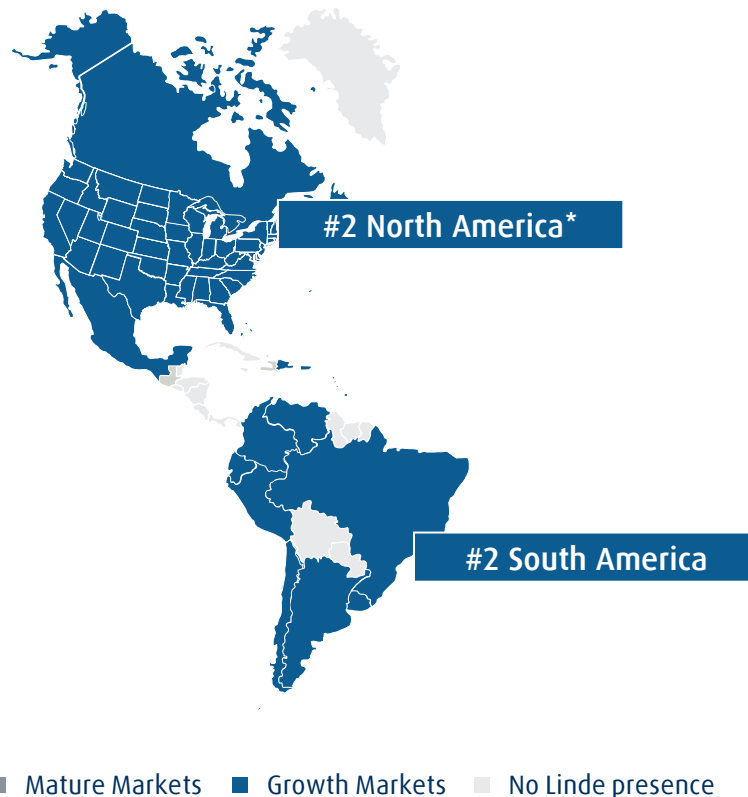 #2 North America*
#2 South America
Mature Markets Growth Markets No Linde presence